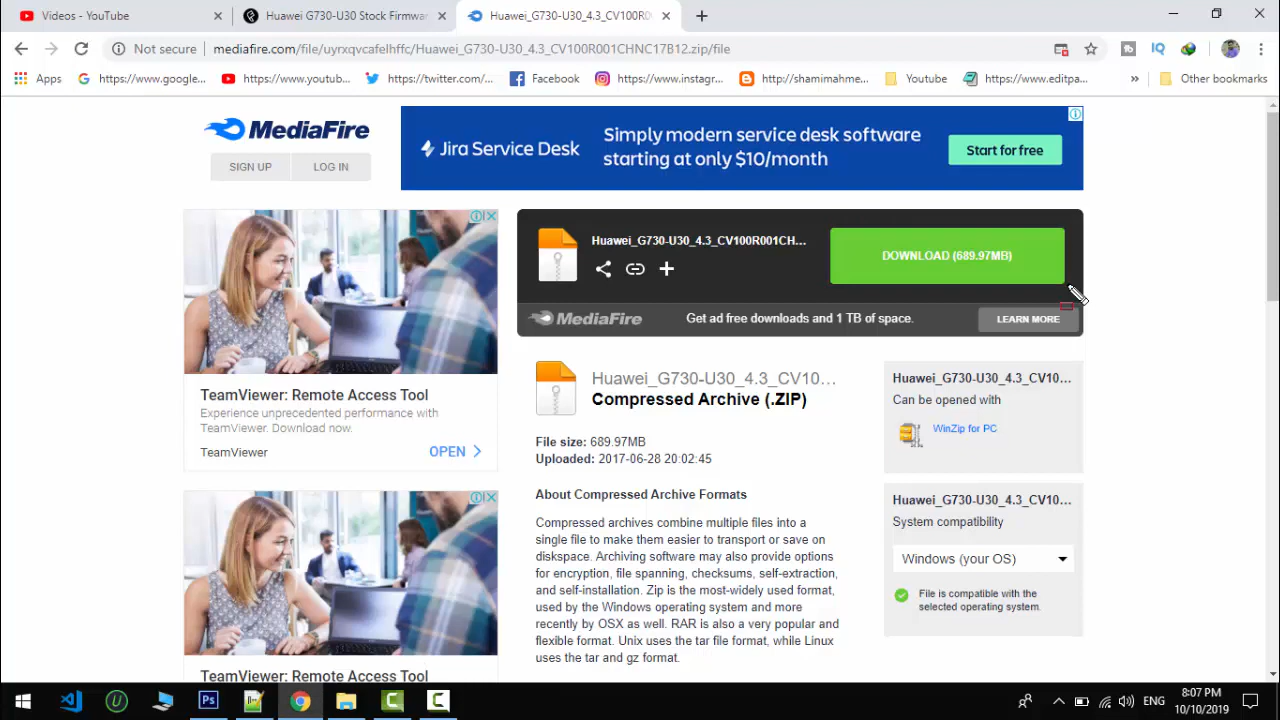 Videos - YouTube
Huawei G730-U30 Stock Firmwar
Huawei_G730-U30_4.3_CV100R0
Not secure
mediafire.com/file/uyrxqvcafelhffc/Huawei_G730-U30_4.3_CV100R001CHNC17B12.zip/file
Apps
https://www.google...
https://www.youtub...
https://twitter.com/...
Facebook
https://www.instagr...
http://shamimahme...
Youtube
https://www.editpa...
»
Other bookmarks
MediaFire
SIGN UP
LOG IN
Jira Service Desk
Simply modern service desk software
starting at only $10/month
Start for free
Huawei_G730-U30_4.3_CV100R001CH...
DOWNLOAD (689.97MB)
MediaFire
Get ad free downloads and 1 TB of space.
LEARN MORE
TeamViewer: Remote Access Tool
Experience unprecedented performance with
TeamViewer. Download now.
TeamViewer
OPEN
Huawei_G730-U30_4.3_CV10...
Compressed Archive (.ZIP)
File size: 689.97MB
Uploaded: 2017-06-28 20:02:45
About Compressed Archive Formats
Compressed archives combine multiple files into a
single file to make them easier to transport or save on
diskspace. Archiving software may also provide options
for encryption, file spanning, checksums, self-extraction,
and self-installation. Zip is the most-widely used format,
used by the Windows operating system and more
recently by OSX as well. RAR is also a very popular and
flexible format. Unix uses the tar file format, while Linux
uses the tar and gz format.
Huawei_G730-U30_4.3_CV10...
Can be opened with
WinZip for PC
Huawei_G730-U30_4.3_CV10...
System compatibility
Windows (your OS)
File is compatible with the
selected operating system.
TeamViewer: Remote Access Tool
ENG
8:07 PM
10/10/2019